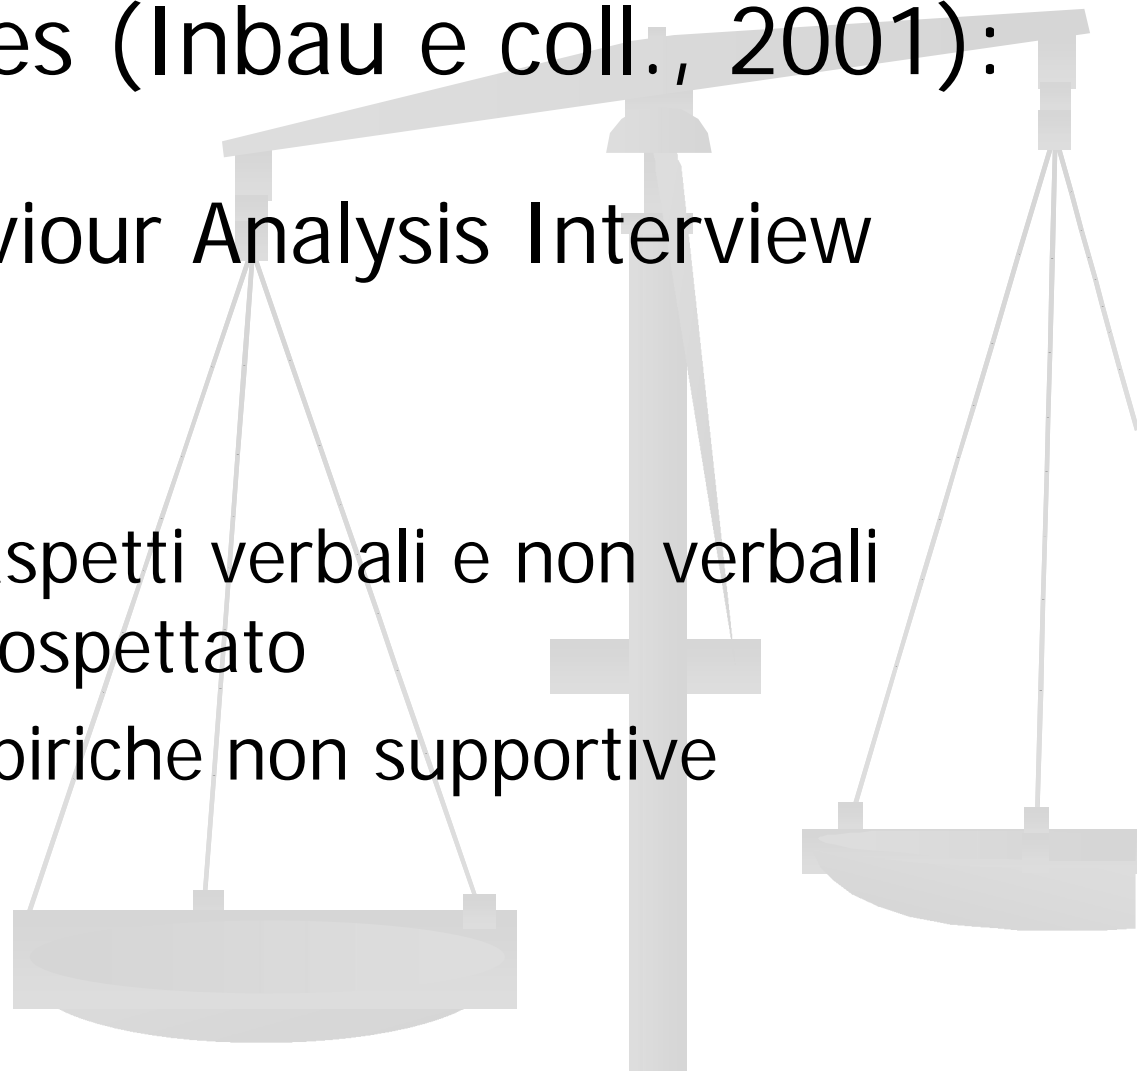 es (Inbau e coll., 2001):
viour Analysis Interview
spetti verbali e non verbali
ospettato
piriche non supportive